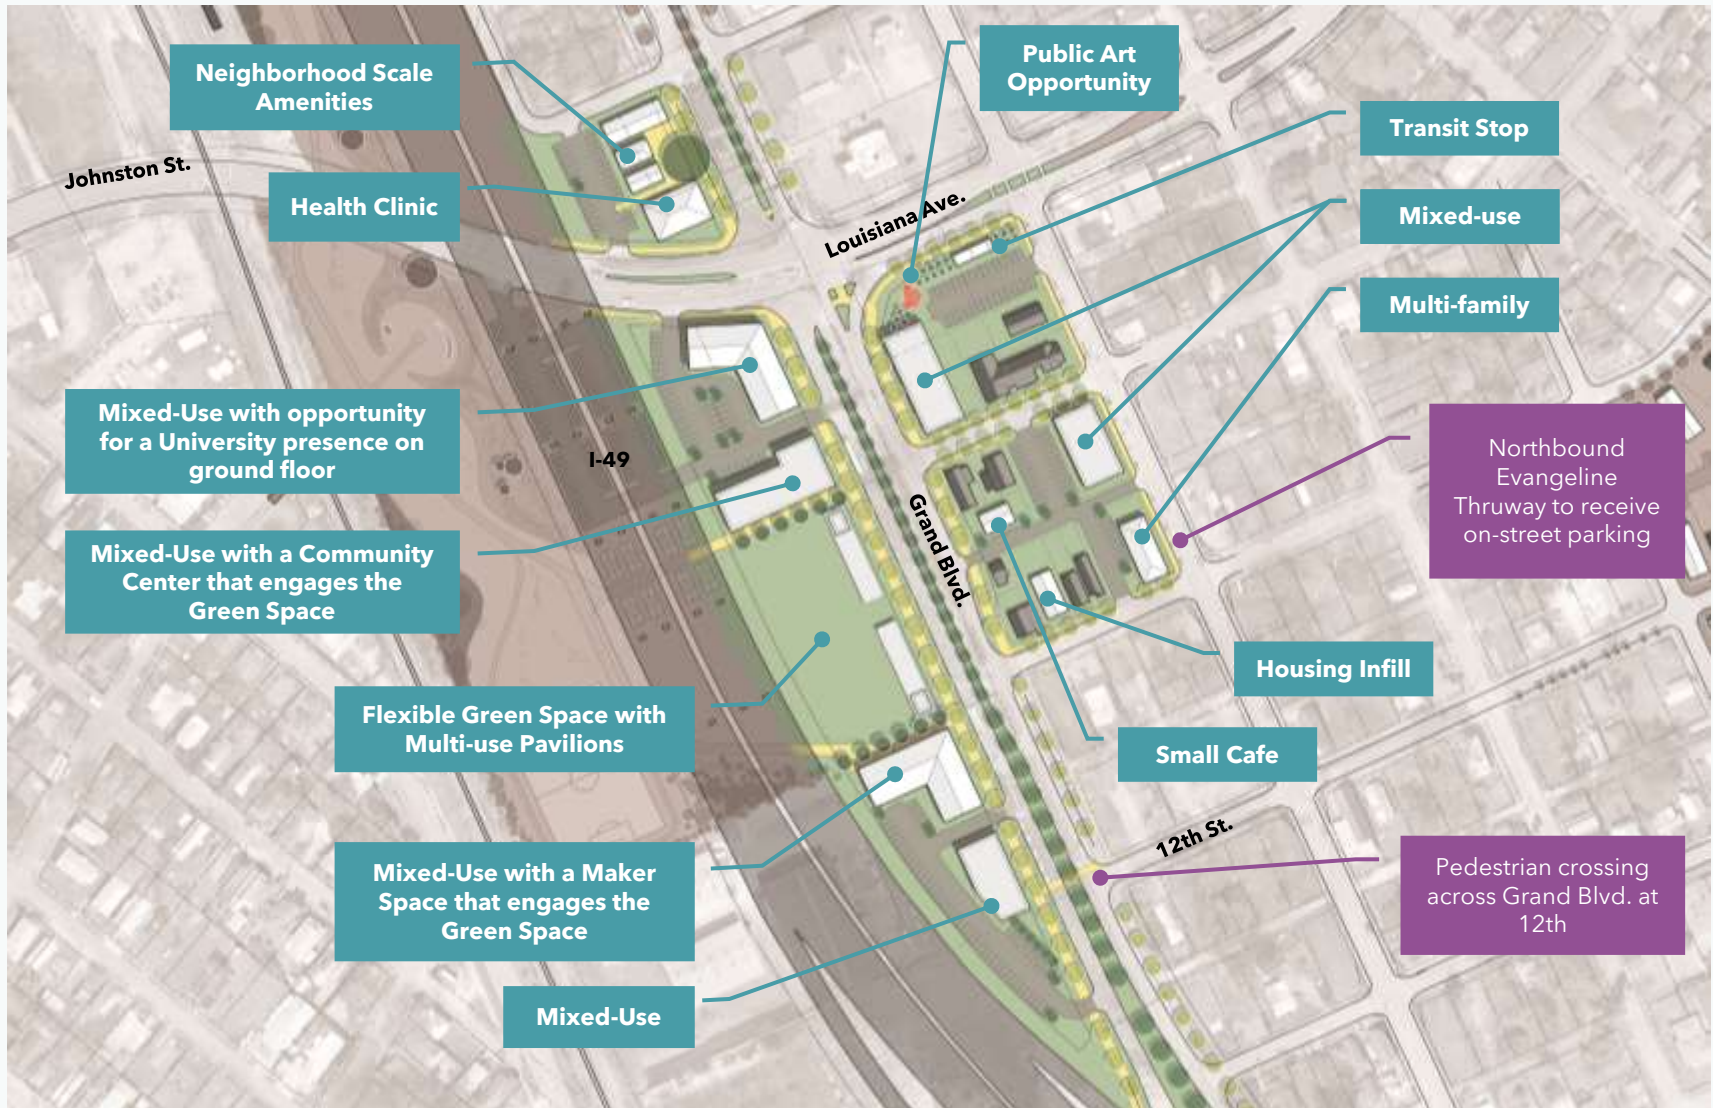 Neighborhood Scale
Amenities
Public Art
Opportunity
Transit Stop
Johnston St.
Health Clinic
Louisiana Ave.
Mixed-use
Multi-family
Mixed-Use with opportunity
for a University presence on
ground floor
I-49
Northbound
Evangeline
Thruway to receive
on-street parking
Grand Blvd.
Mixed-Use with a Community
Center that engages the
Green Space
Housing Infill
Flexible Green Space with
Multi-use Pavilions
Small Cafe
12th St.
Mixed-Use with a Maker
Space that engages the
Green Space
Pedestrian crossing
across Grand Blvd. at
12th
Mixed-Use